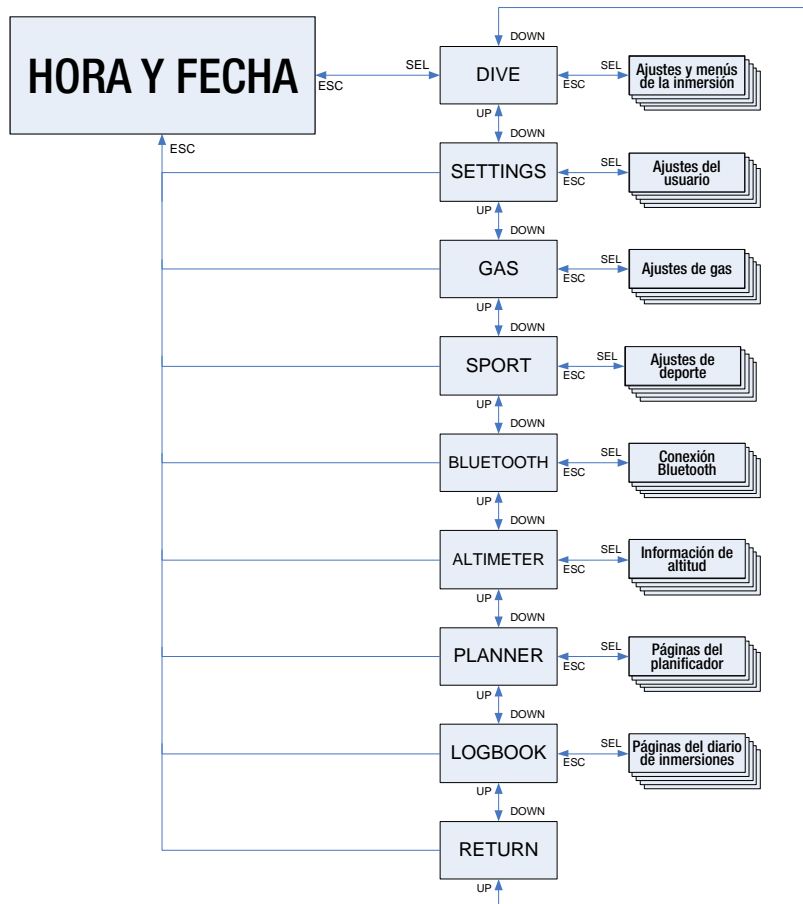 DOWN
HORA Y FECHA
SEL
ESC
DIVE
SEL
ESC
Ajustes y menús
de la inmersión
UP
DOWN
ESC
SETTINGS
SEL
ESC
Ajustes del
usuario
UP
DOWN
GAS
SEL
ESC
Ajustes de gas
UP
DOWN
SPORT
SEL
ESC
Ajustes de
deporte
UP
DOWN
BLUETOOTH
SEL
ESC
Conexión
Bluetooth
UP
DOWN
ALTIMETER
SEL
ESC
Información de
altitud
UP
DOWN
PLANNER
SEL
ESC
Páginas del
planificador
UP
DOWN
LOGBOOK
SEL
ESC
Páginas del diario
de inmersiones
UP
DOWN
RETURN
UP